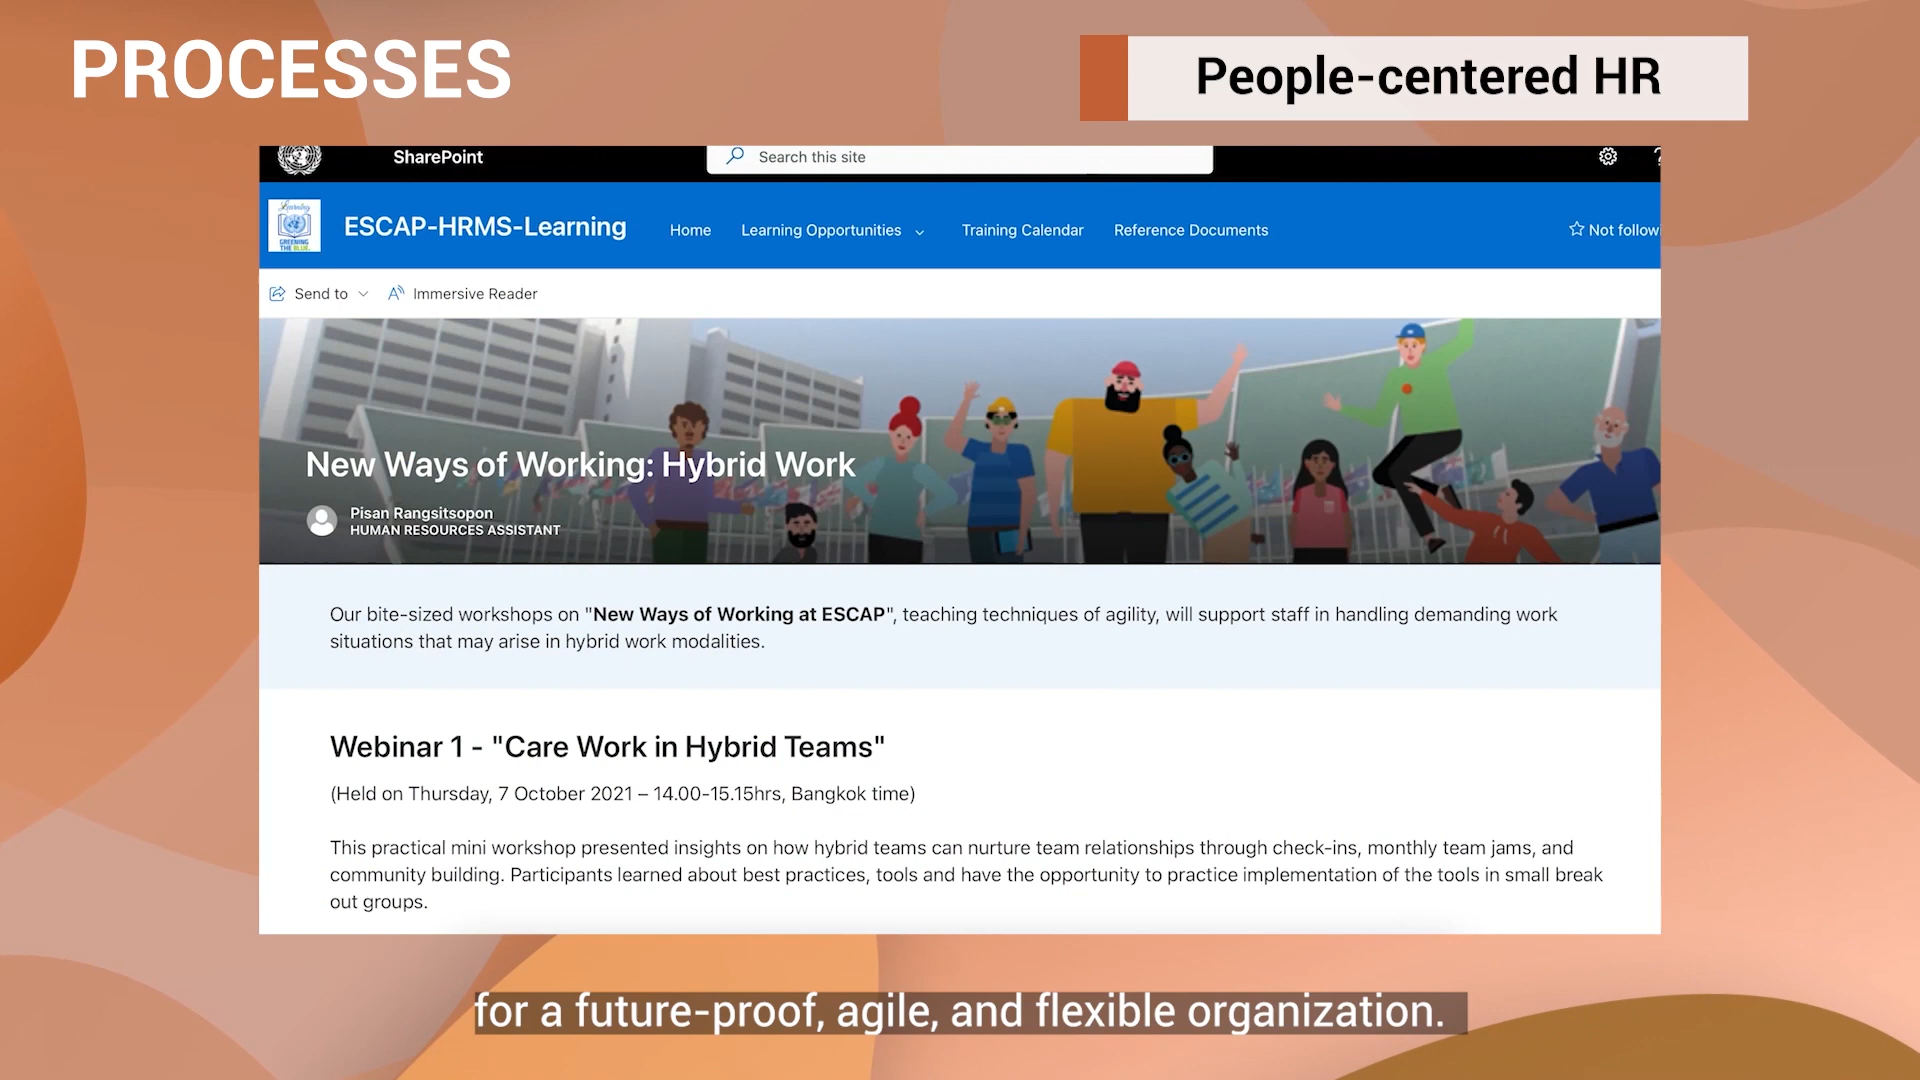 PROCESSES
People-centered HR
SharePoint
Search this site
?
Learning
GREENING
THE BLUE
ESCAP-HRMS-Learning
Home
Learning Opportunities
Training Calendar
Reference Documents
Not follow
Send to
Immersive Reader
New Ways of Working: Hybrid Work
Pisan Rangsitsopon
HUMAN RESOURCES ASSISTANT
Our bite-sized workshops on "New Ways of Working at ESCAP", teaching techniques of agility, will support staff in handling demanding work
situations that may arise in hybrid work modalities.
Webinar 1 - "Care Work in Hybrid Teams"
(Held on Thursday, 7 October 2021 – 14.00-15.15hrs, Bangkok time)
This practical mini workshop presented insights on how hybrid teams can nurture team relationships through check-ins, monthly team jams, and
community building. Participants learned about best practices, tools and have the opportunity to practice implementation of the tools in small break
out groups.
for a future-proof, agile, and flexible organization.